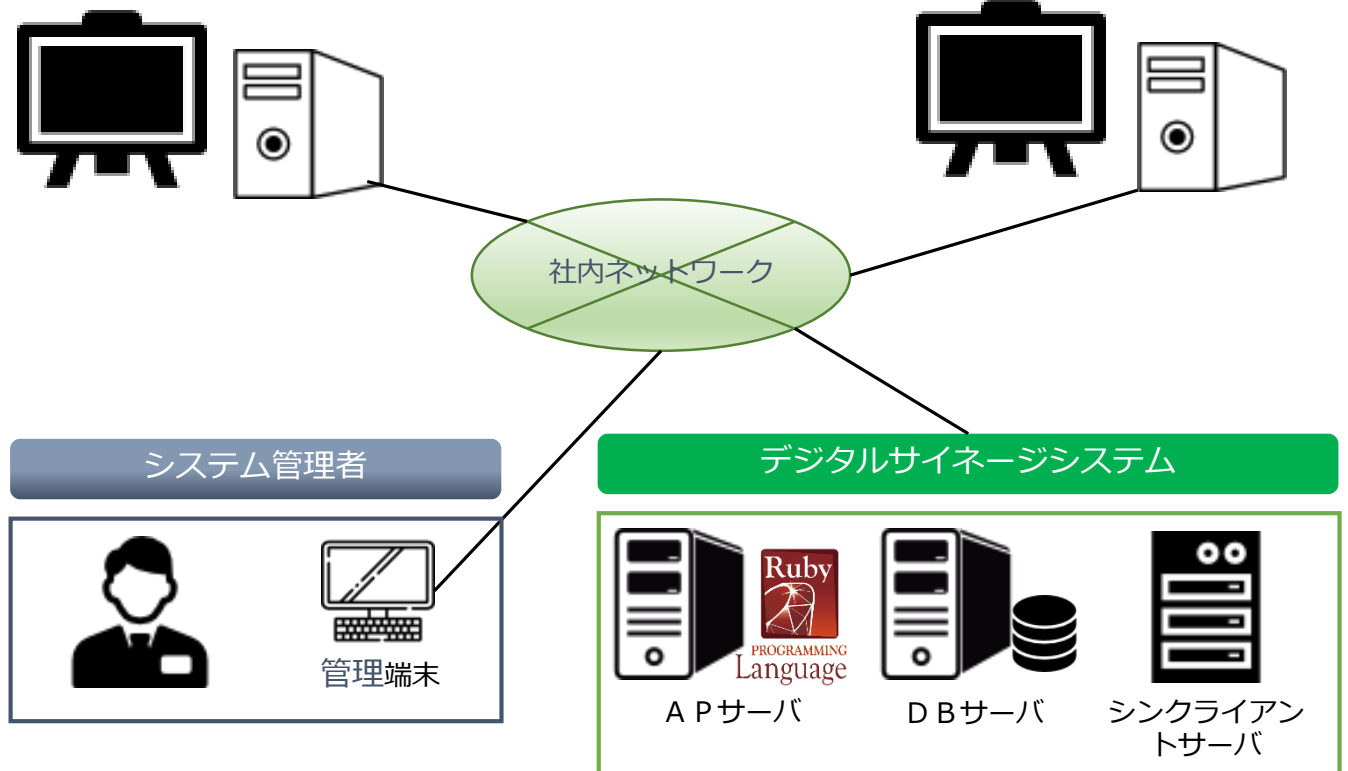 社内ネットワーク
システム管理者
デジタルサイネージシステム
管理端末
Ruby
PROGRAMMING
Language
ＡＰサーバ
ＤＢサーバ
シンクライアン
トサーバ